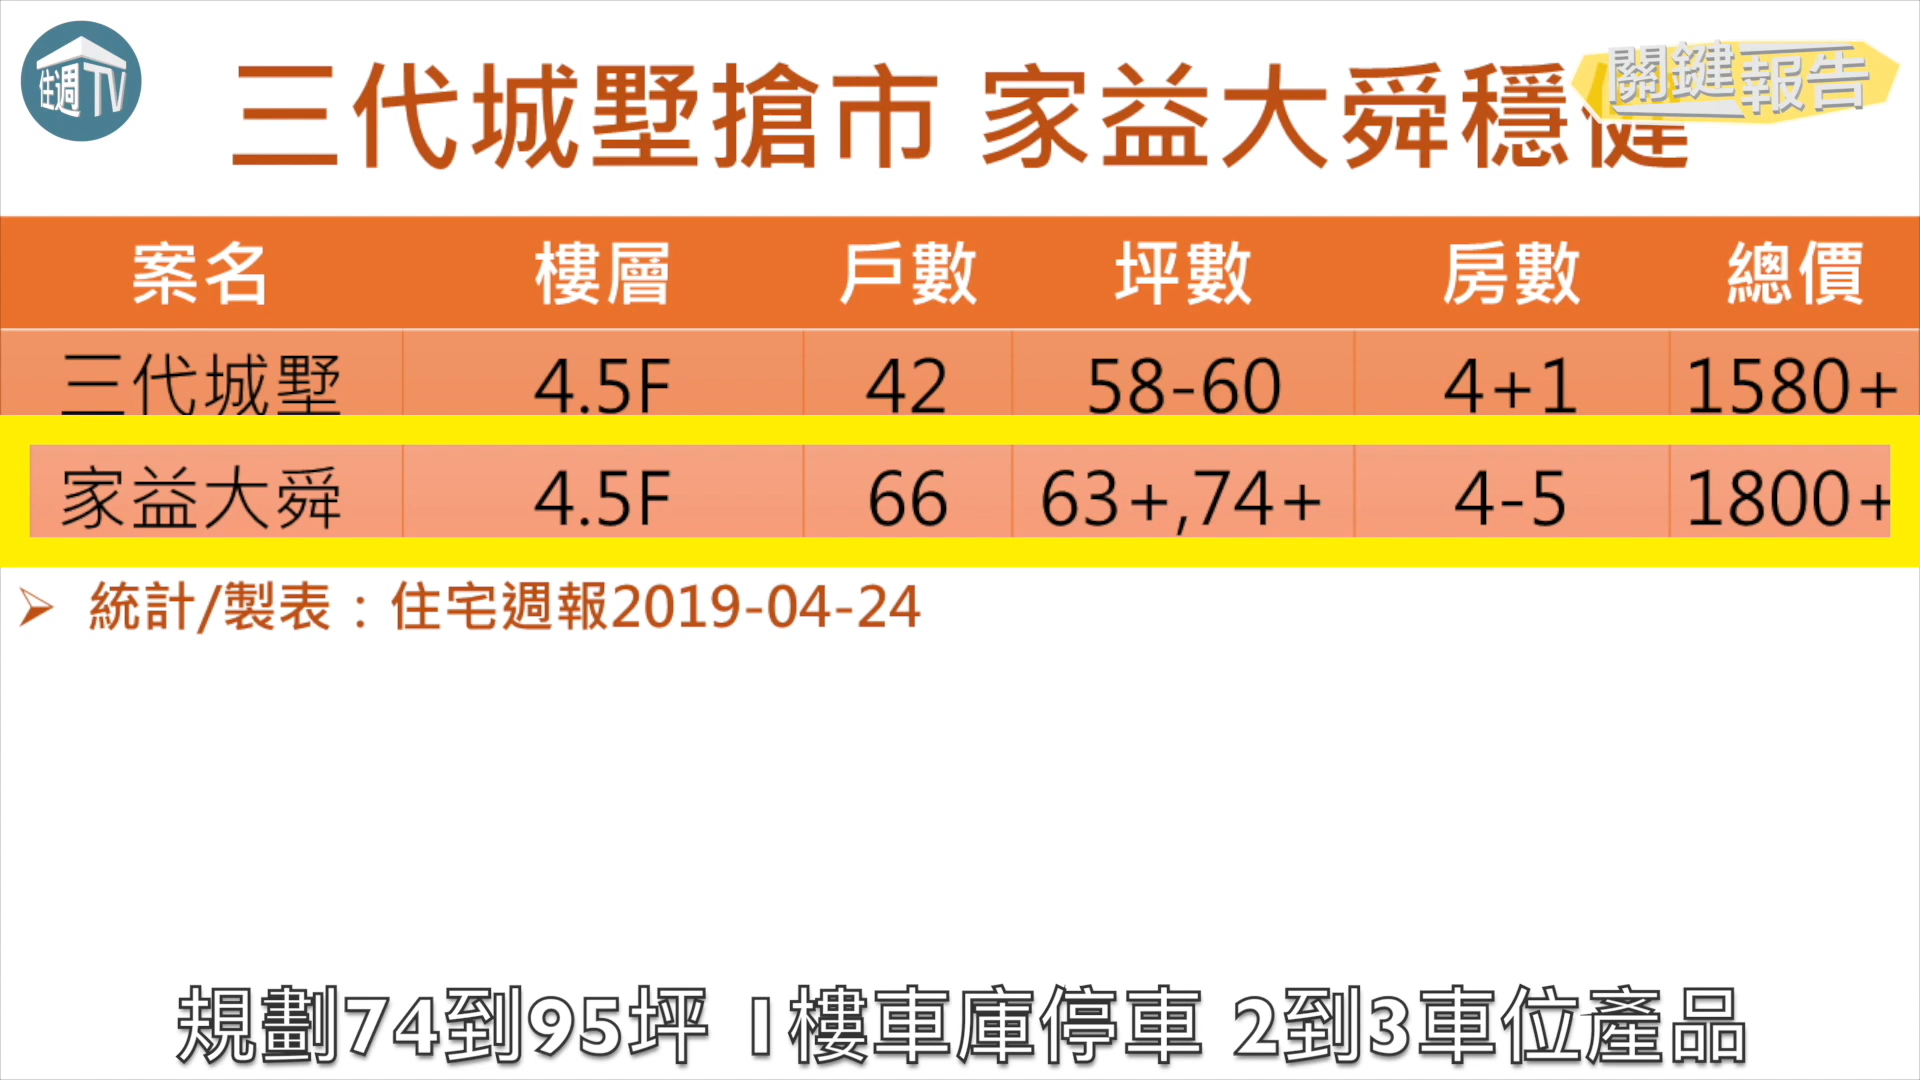 住週TV
三代城墅搶市 家益大舜穩健
關鍵報告
案名 樓層 戶數 坪數 房數 總價
三代城墅 4.5F 42 58-60 4+1 1580+
家益大舜 4.5F 66 63+,74+ 4-5 1800+
統計/製表：住宅週報2019-04-24
規劃74到95坪 1樓車庫停車 2到3車位產品